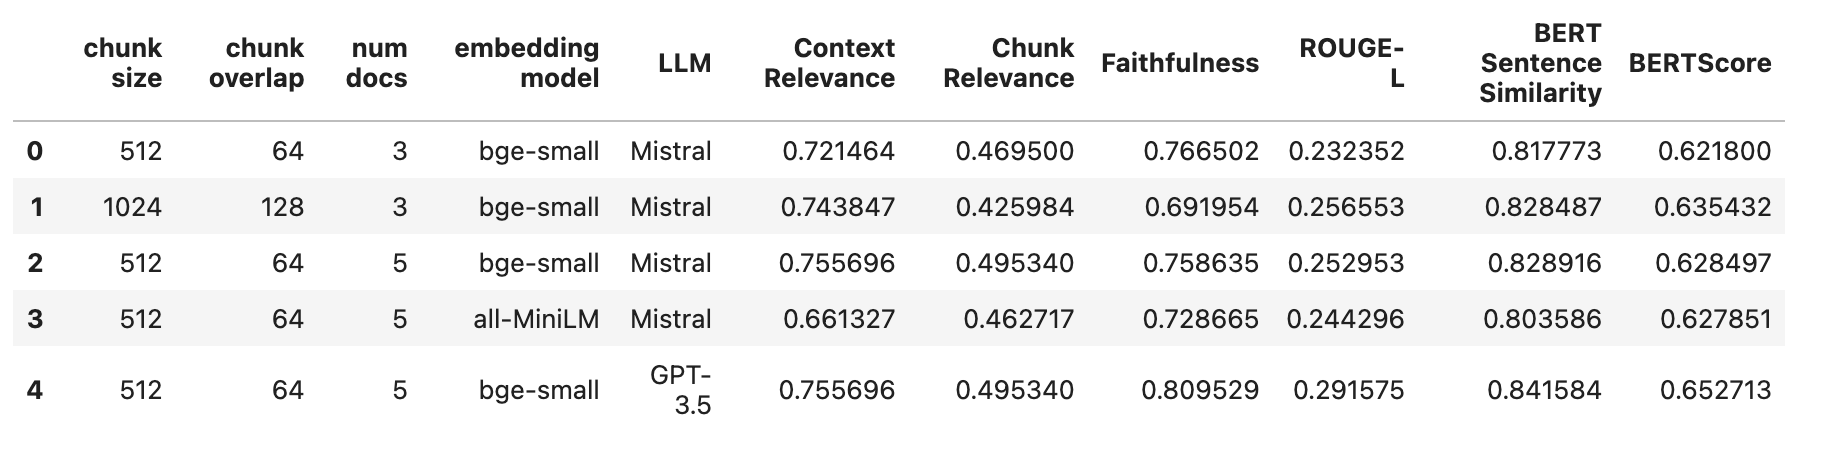 chunk size chunk overlap num docs embedding model LLM Context Relevance Chunk Relevance Faithfulness ROUGE-L BERT Sentence Similarity BERTScore
0 512 64 3 bge-small Mistral 0.721464 0.469500 0.766502 0.232352 0.817773 0.621800
1 1024 128 3 bge-small Mistral 0.743847 0.425984 0.691954 0.256553 0.828487 0.635432
2 512 64 5 bge-small Mistral 0.755696 0.495340 0.758635 0.252953 0.828916 0.628497
3 512 64 5 all-MiniLM Mistral 0.661327 0.462717 0.728665 0.244296 0.803586 0.627851
4 512 64 5 bge-small GPT-3.5 0.755696 0.495340 0.809529 0.291575 0.841584 0.652713